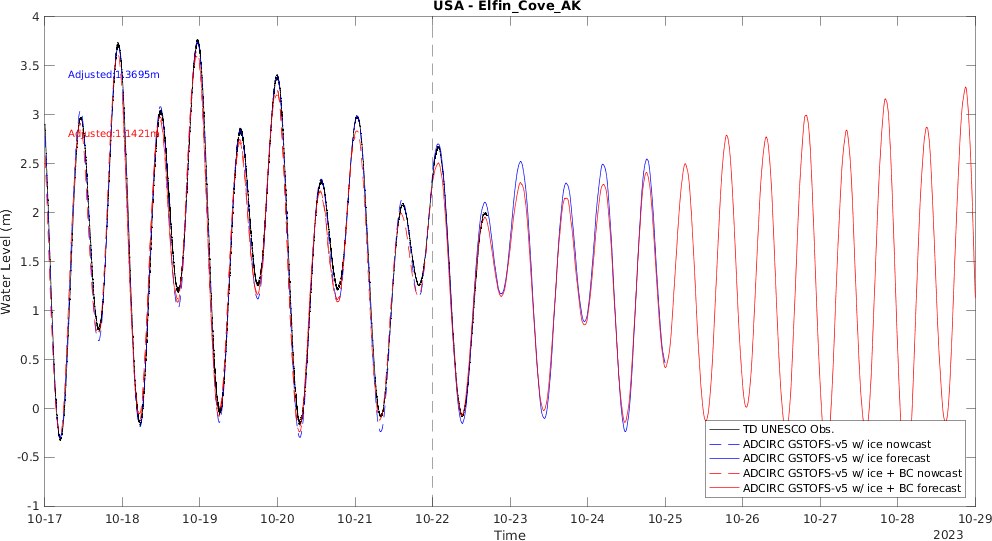 USA - Elfin_Cove_AK
4
3.5
3
2.5
2
1.5
1
0.5
0
-0.5
-1
Water Level (m)
Adjusted:1.3695m
Adjusted:1.1421m
TD UNESCO Obs.
ADCIRC GSTOFS-v5 w/ ice nowcast
ADCIRC GSTOFS-v5 w/ ice forecast
ADCIRC GSTOFS-v5 w/ ice + BC nowcast
ADCIRC GSTOFS-v5 w/ ice + BC forecast
10-17 10-18 10-19 10-20 10-21 10-22 10-23 10-24 10-25 10-26 10-27 10-28 10-29
Time
2023